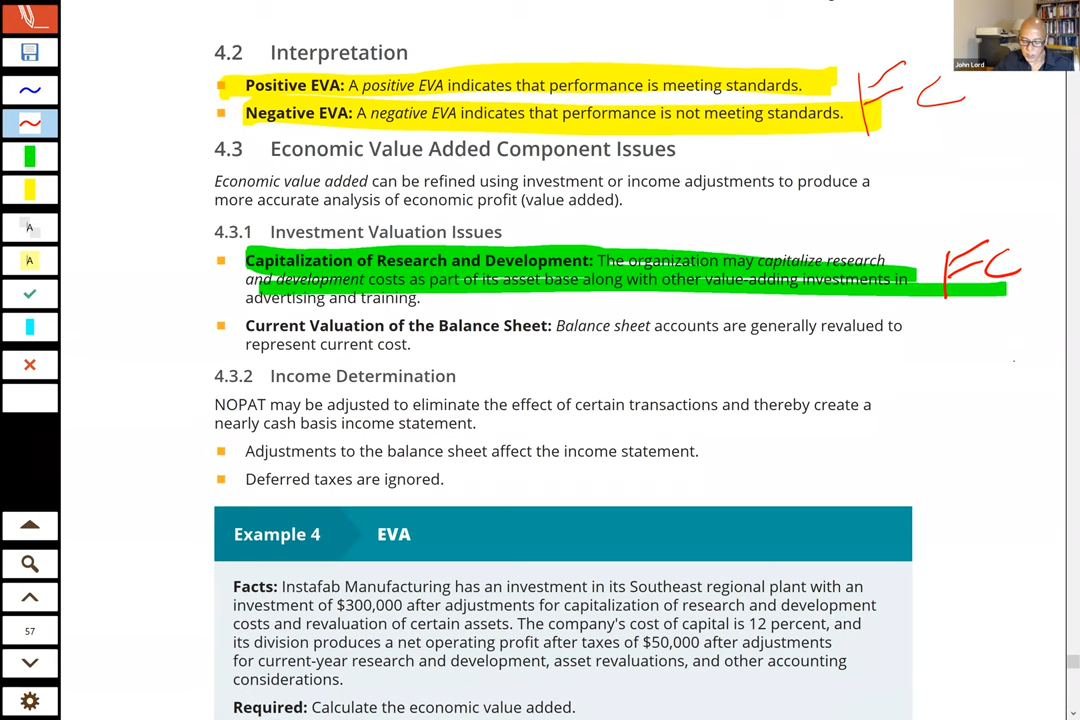 4.2 Interpretation
Positive EVA: A positive EVA indicates that performance is meeting standards.
Negative EVA: A negative EVA indicates that performance is not meeting standards.
FC
4.3 Economic Value Added Component Issues
Economic value added can be refined using investment or income adjustments to produce a
more accurate analysis of economic profit (value added).
4.3.1 Investment Valuation Issues
Capitalization of Research and Development: The organization may capitalize research
and development costs as part of its asset base along with other value-adding investments in
advertising and training.
FC
Current Valuation of the Balance Sheet: Balance sheet accounts are generally revalued to
represent current cost.
4.3.2 Income Determination
NOPAT may be adjusted to eliminate the effect of certain transactions and thereby create a
nearly cash basis income statement.
Adjustments to the balance sheet affect the income statement.
Deferred taxes are ignored.
Example 4 EVA
Facts: Instafab Manufacturing has an investment in its Southeast regional plant with an
investment of $300,000 after adjustments for capitalization of research and development
costs and revaluation of certain assets. The company's cost of capital is 12 percent, and
its division produces a net operating profit after taxes of $50,000 after adjustments
for current-year research and development, asset revaluations, and other accounting
considerations.
Required: Calculate the economic value added.
John Lord
A
A
57